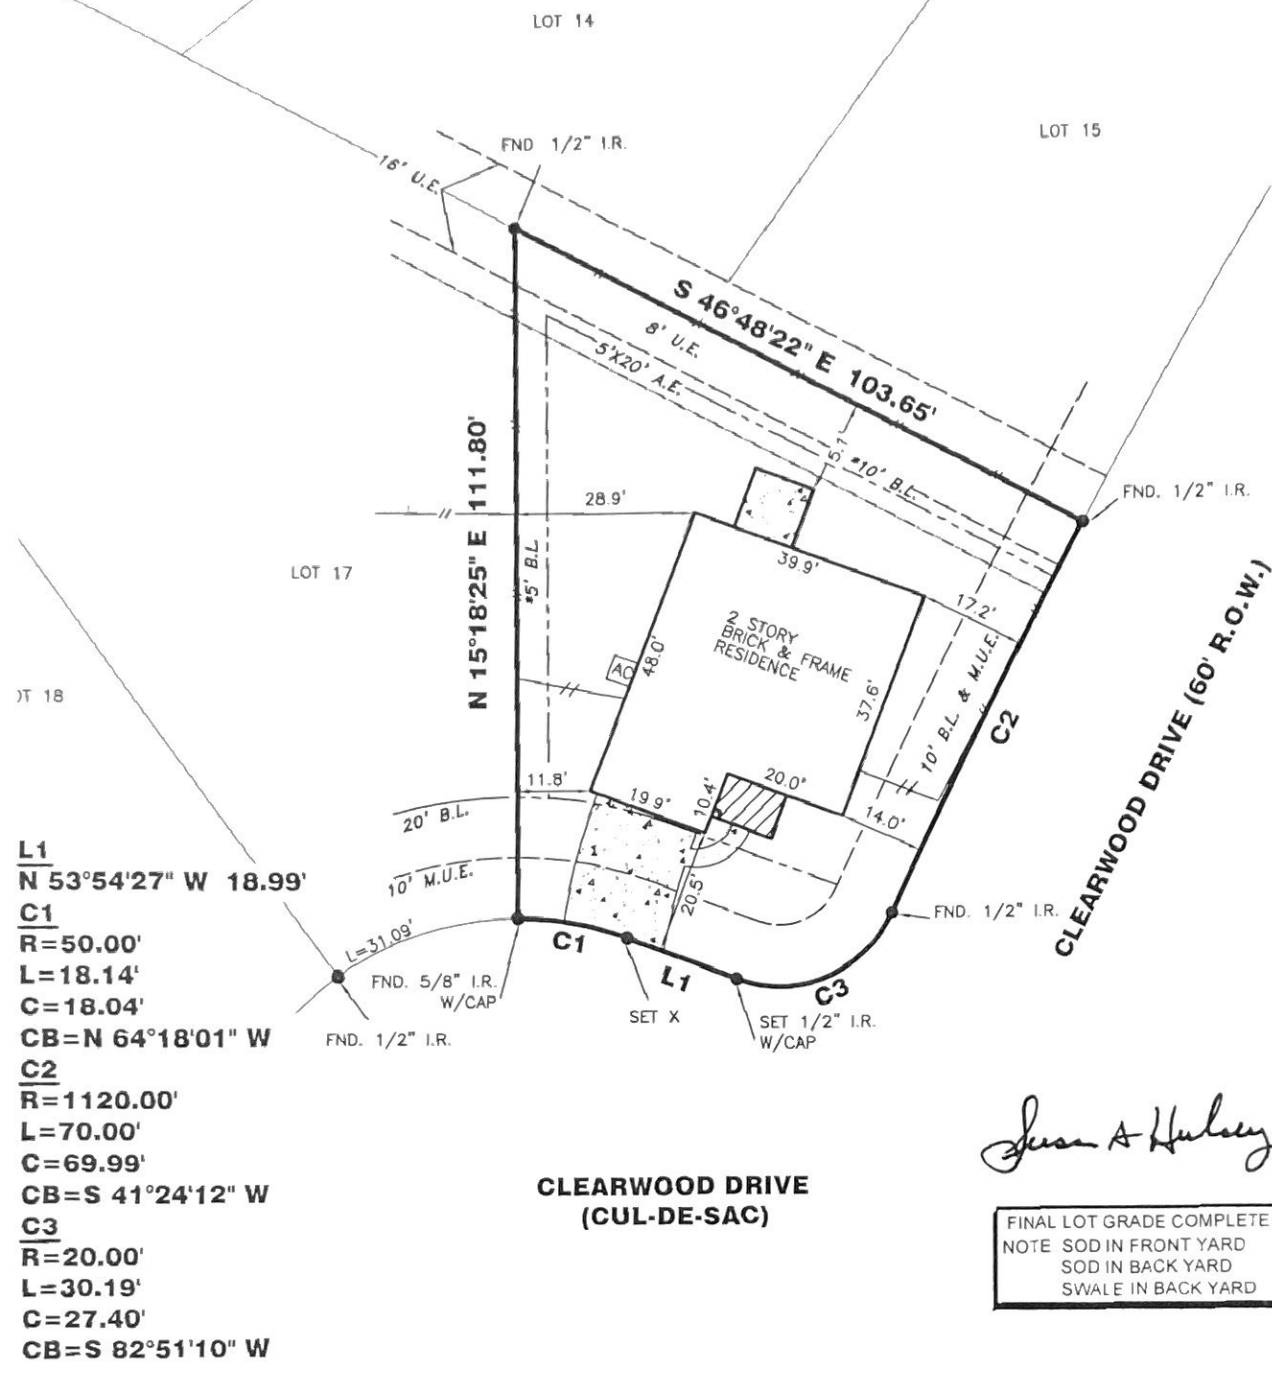 LOT 14
LOT 15
FND 1/2" I.R.
16' U.E.
S 46°48'22" E 103.65'
8' U.E.
5'X20' A.E.
*10' B.L.
FND. 1/2" I.R.
N 15°18'25" E 111.80'
28.9'
*5' B.L.
LOT 17
39.9'
17.2'
2 STORY
BRICK & FRAME
RESIDENCE
AC
48.0'
37.6'
10' B.L. & M.U.E.
C2
CLEARWOOD DRIVE (60' R.O.W.)
18
11.8'
19.9'
10.4'
20.0'
14.0'
20' B.L.
10' M.U.E.
1
20.5'
L=31.09'
C1
L1
C3
FND. 1/2" I.R.
FND. 5/8" I.R.
W/CAP
SET X
SET 1/2" I.R.
W/CAP
FND. 1/2" I.R.
L1
N 53°54'27" W 18.99'
C1
R=50.00'
L=18.14'
C=18.04'
CB=N 64°18'01" W
C2
R=1120.00'
L=70.00'
C=69.99'
CB=S 41°24'12" W
C3
R=20.00'
L=30.19'
C=27.40'
CB=S 82°51'10" W
CLEARWOOD DRIVE
(CUL-DE-SAC)
Susan A Hulsey
FINAL LOT GRADE COMPLETE
NOTE SOD IN FRONT YARD
SOD IN BACK YARD
SWALE IN BACK YARD